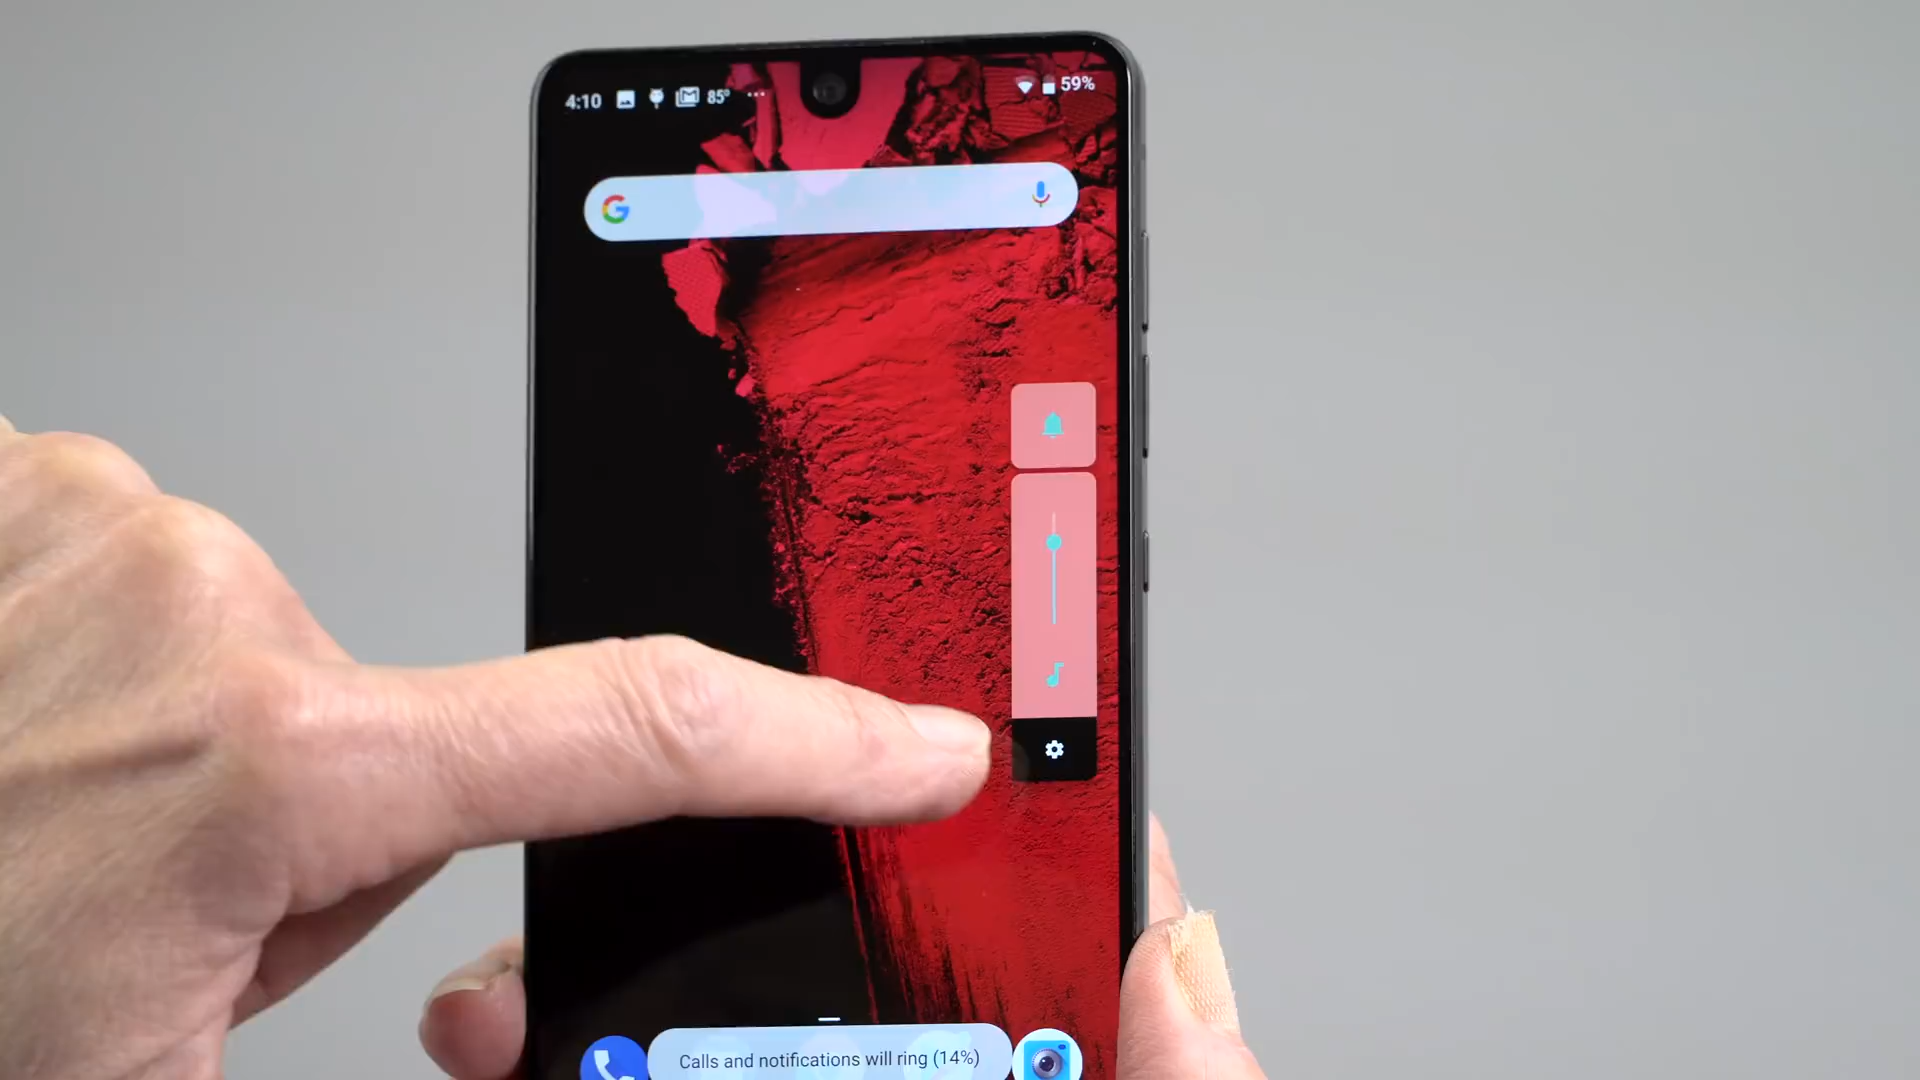 4:10 85° ... 59%
G
Calls and notifications will ring (14%)